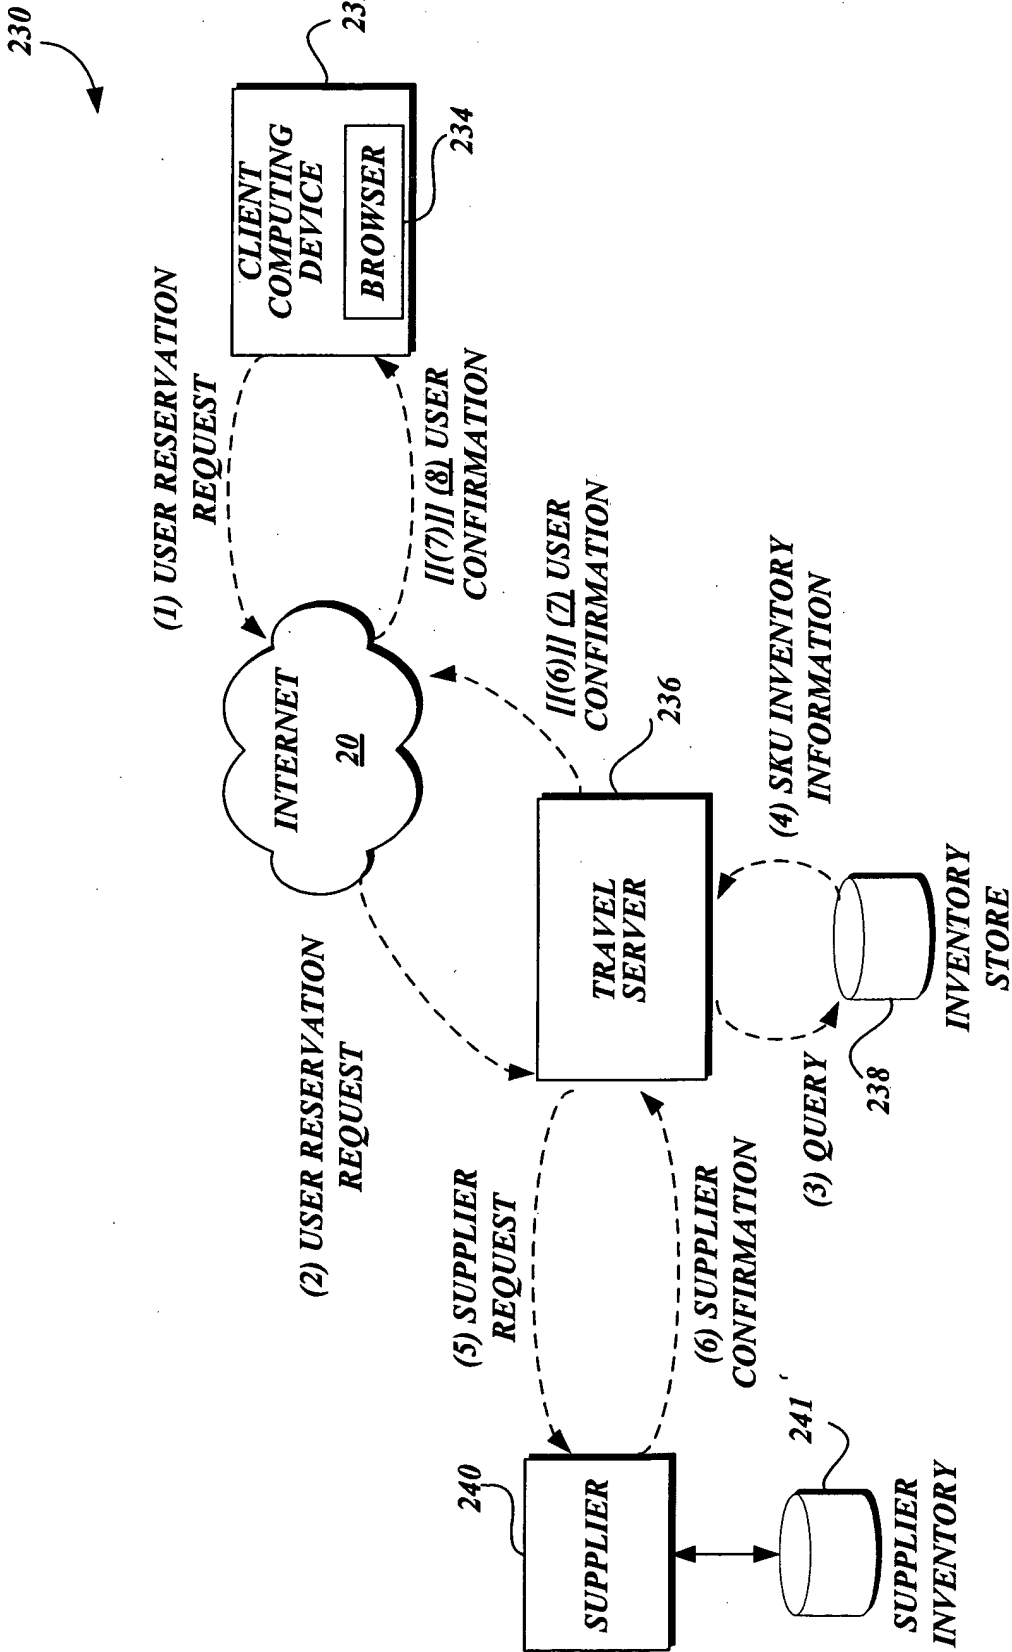 230
23
CLIENT
COMPUTING
DEVICE
BROWSER
234
(1) USER RESERVATION
REQUEST
[[(7)]] (8) USER
CONFIRMATION
INTERNET
20
[[(6)]] (7) USER
CONFIRMATION
236
(2) USER RESERVATION
REQUEST
TRAVEL
SERVER
(4) SKU INVENTORY
INFORMATION
(3) QUERY
238
INVENTORY
STORE
(5) SUPPLIER
REQUEST
(6) SUPPLIER
CONFIRMATION
240
SUPPLIER
241
SUPPLIER
INVENTORY